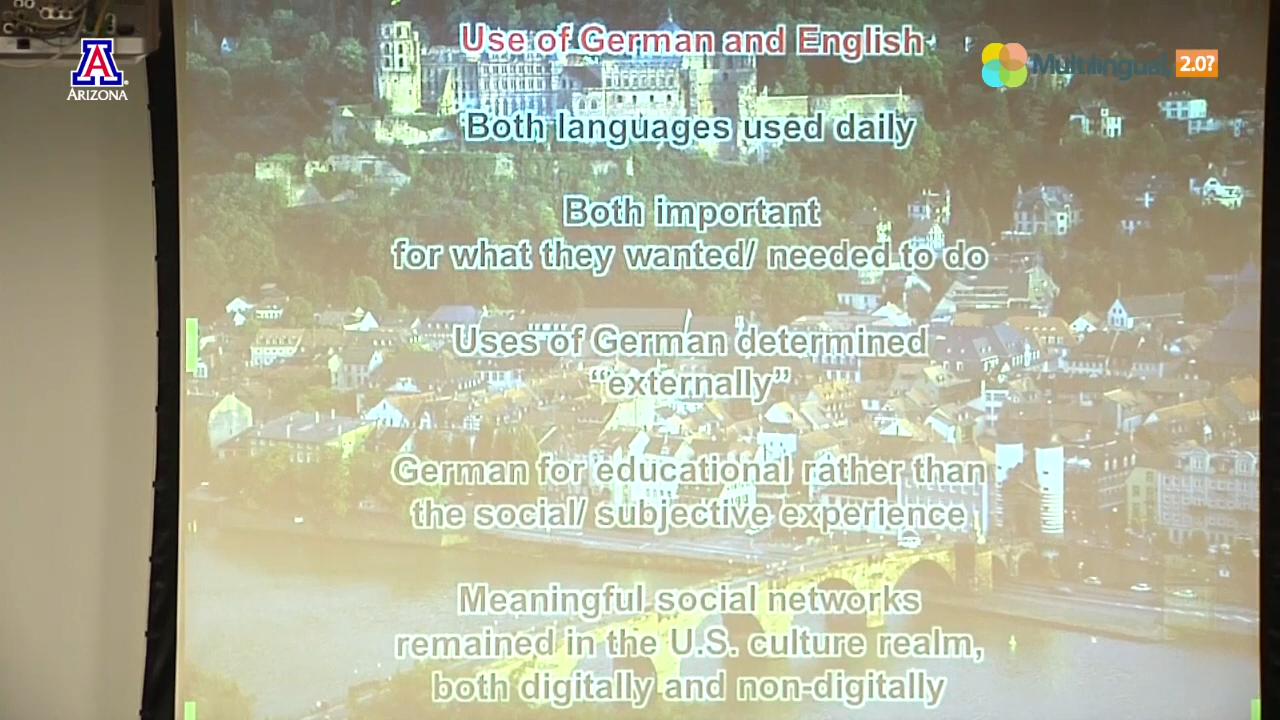 A
ARIZONA
Multilingual, 2.0?
Use of German and English
Both languages used daily
Both important
for what they wanted/ needed to do
Uses of German determined
“externally”
German for educational rather than
the social/ subjective experience
Meaningful social networks
remained in the U.S. culture realm,
both digitally and non-digitally